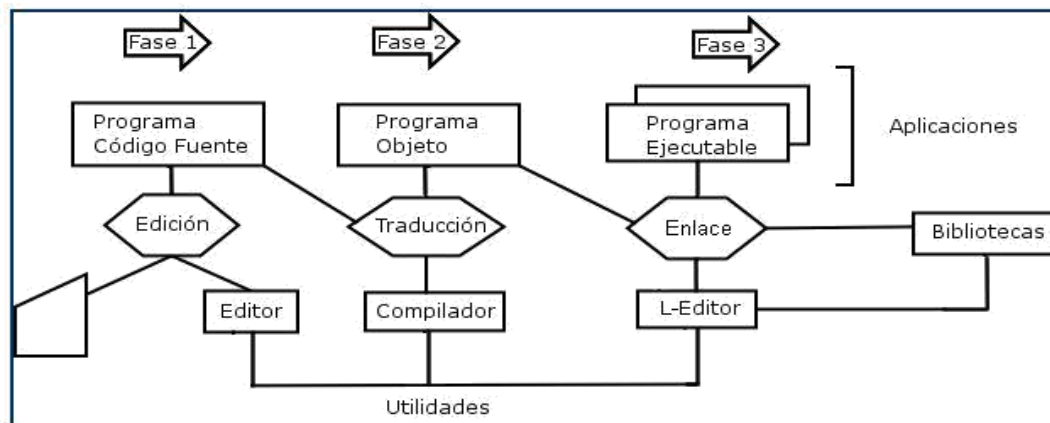 Fase 1
Fase 2
Fase 3
Programa
Código Fuente
Programa
Objeto
Programa
Ejecutable
Aplicaciones
Edición
Traducción
Enlace
Bibliotecas
Editor
Compilador
L-Editor
Utilidades